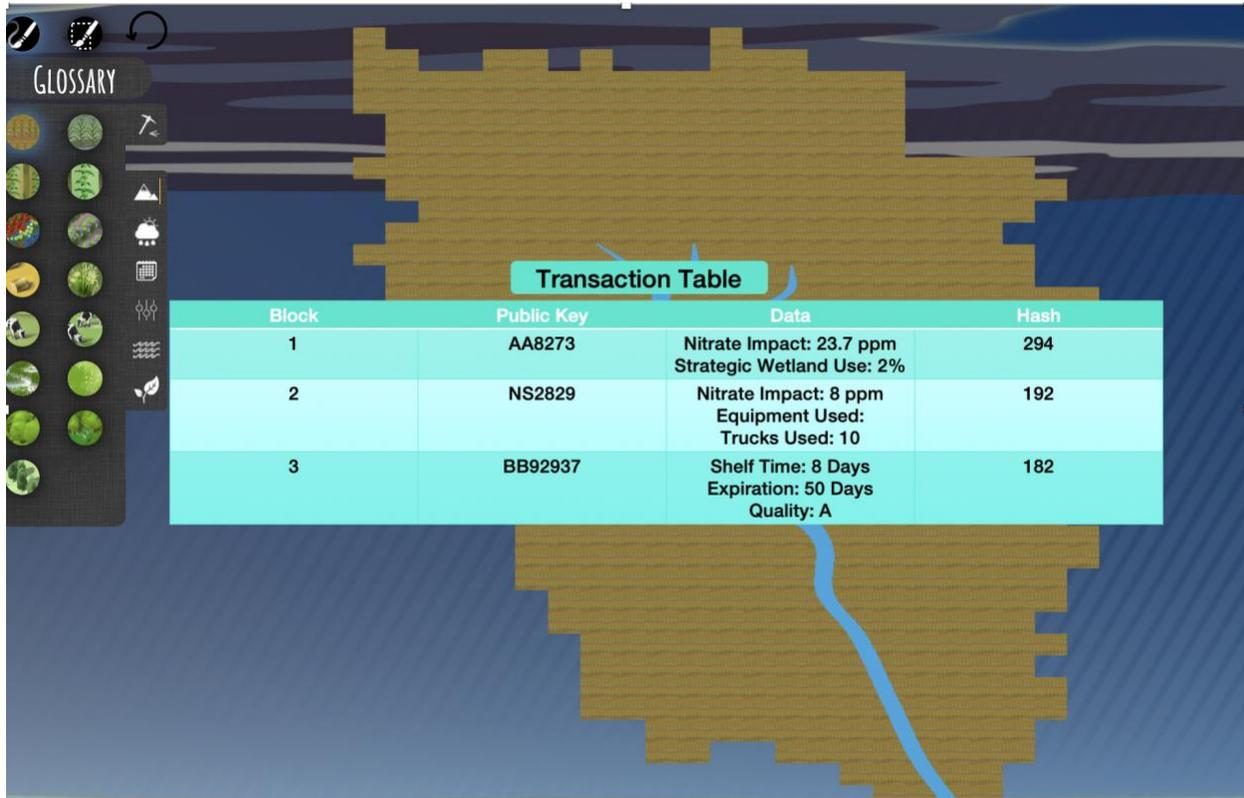 GLOSSARY
Transaction Table
Block Public Key Data Hash
1 AA8273 Nitrate Impact: 23.7 ppm 294
Strategic Wetland Use: 2%
2 NS2829 Nitrate Impact: 8 ppm 192
Equipment Used:
Trucks Used: 10
3 BB92937 Shelf Time: 8 Days 182
Expiration: 50 Days
Quality: A